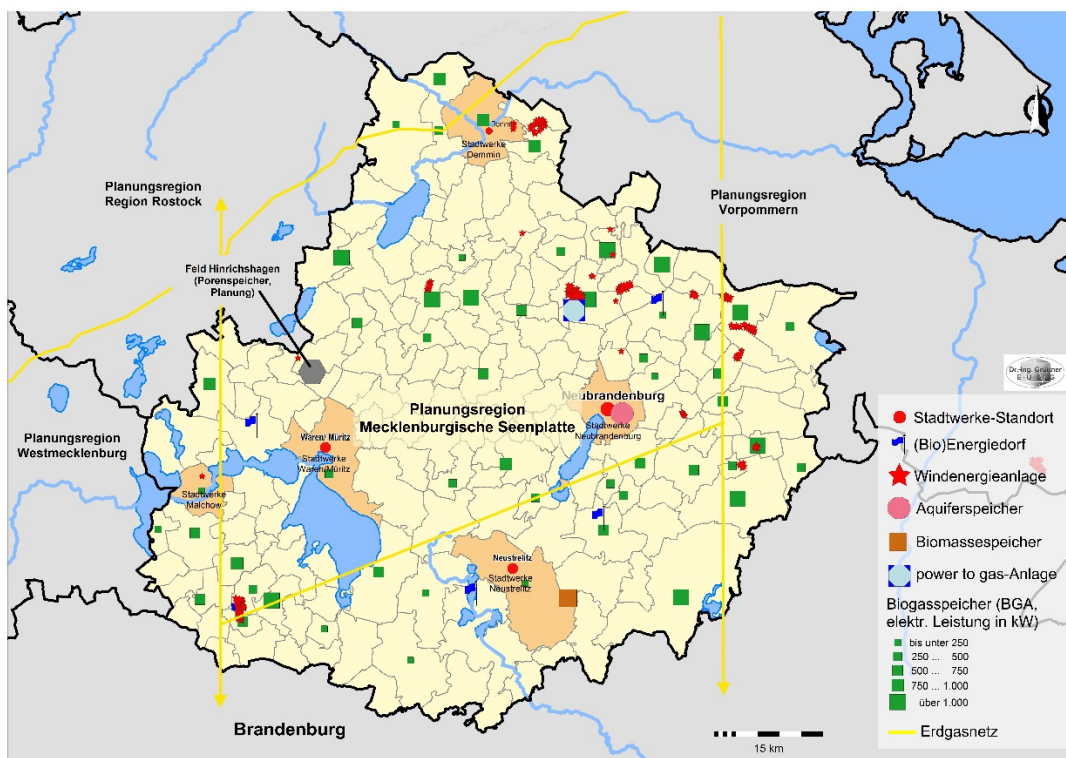 Demmin
Stadtwerke
Demmin
Planungsregion
Region Rostock
Planungsregion
Vorpommern
Feld Hinrichshagen
(Porenspeicher,
Planung)
Neubrandenburg
Stadtwerke
Neubrandenburg
Planungsregion
Mecklenburgische Seenplatte
Planungsregion
Westmecklenburg
Waren/ Müritz
Stadtwerke
Waren/Müritz
Stadtwerke
Malchow
Neustrelitz
Stadtwerke
Neustrelitz
Brandenburg
15 km
Dr.-Ing. Grüttner
E-U-R-V-G
Stadtwerke-Standort
(Bio)Energiedorf
Windenergieanlage
Aquiferspeicher
Biomassespeicher
power to gas-Anlage
Biogasspeicher (BGA,
elektr. Leistung in kW)
bis unter 250
250 ... 500
500 ... 750
750 ... 1.000
über 1.000
Erdgasnetz